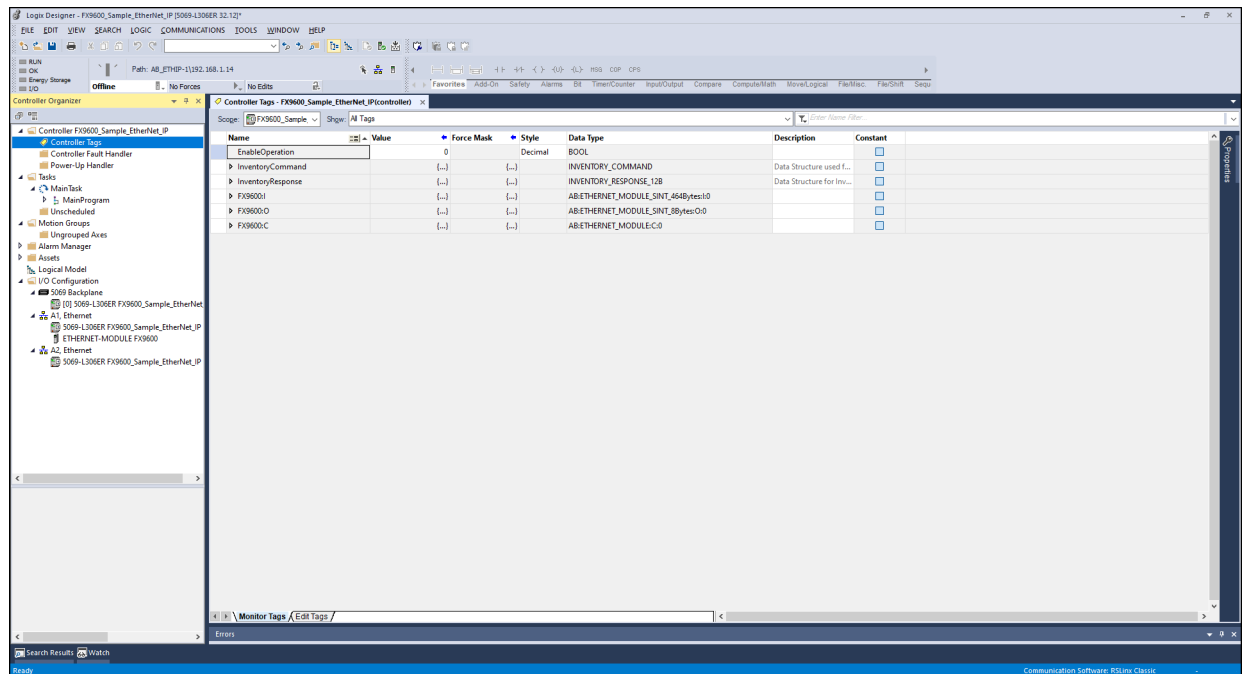 Logix Designer - FX9600_Sample_EtherNet_IP [5069-L306ER 32.12]*
FILE EDIT VIEW SEARCH LOGIC COMMUNICATIONS TOOLS WINDOW HELP
RUN
OK
Energy Storage
I/O
Path: AB_ETHIP-1\192.168.1.14
Offline
No Forces
No Edits
MSG COP CPS
Favorites Add-On Safety Alarms Bit Timer/Counter Input/Output Compare Compute/Math Move/Logical File/Misc. File/Shift Sequ
Controller Organizer
Controller FX9600_Sample_EtherNet_IP
Controller Tags
Controller Fault Handler
Power-Up Handler
Tasks
MainTask
MainProgram
Unscheduled
Motion Groups
Ungrouped Axes
Alarm Manager
Assets
Logical Model
I/O Configuration
5069 Backplane
[0] 5069-L306ER FX9600_Sample_EtherNet
A1, Ethernet
5069-L306ER FX9600_Sample_EtherNet_IP
ETHERNET-MODULE FX9600
A2, Ethernet
5069-L306ER FX9600_Sample_EtherNet_IP
Controller Tags - FX9600_Sample_EtherNet_IP(controller)
Scope: FX9600_Sample Show: All Tags Enter Name Filter...
Name Value Force Mask Style Data Type Description Constant
EnableOperation 0 Decimal BOOL
InventoryCommand {...} {...} INVENTORY_COMMAND Data Structure used f...
InventoryResponse {...} {...} INVENTORY_RESPONSE_12B Data Structure for Inv...
FX9600:I {...} {...} AB:ETHERNET_MODULE_SINT_464Bytes:I:0
FX9600:O {...} {...} AB:ETHERNET_MODULE_SINT_8Bytes:O:0
FX9600:C {...} {...} AB:ETHERNET_MODULE:C:0
Properties
Monitor Tags Edit Tags
Errors
Search Results Watch
Ready
Communication Software: RSLinx Classic